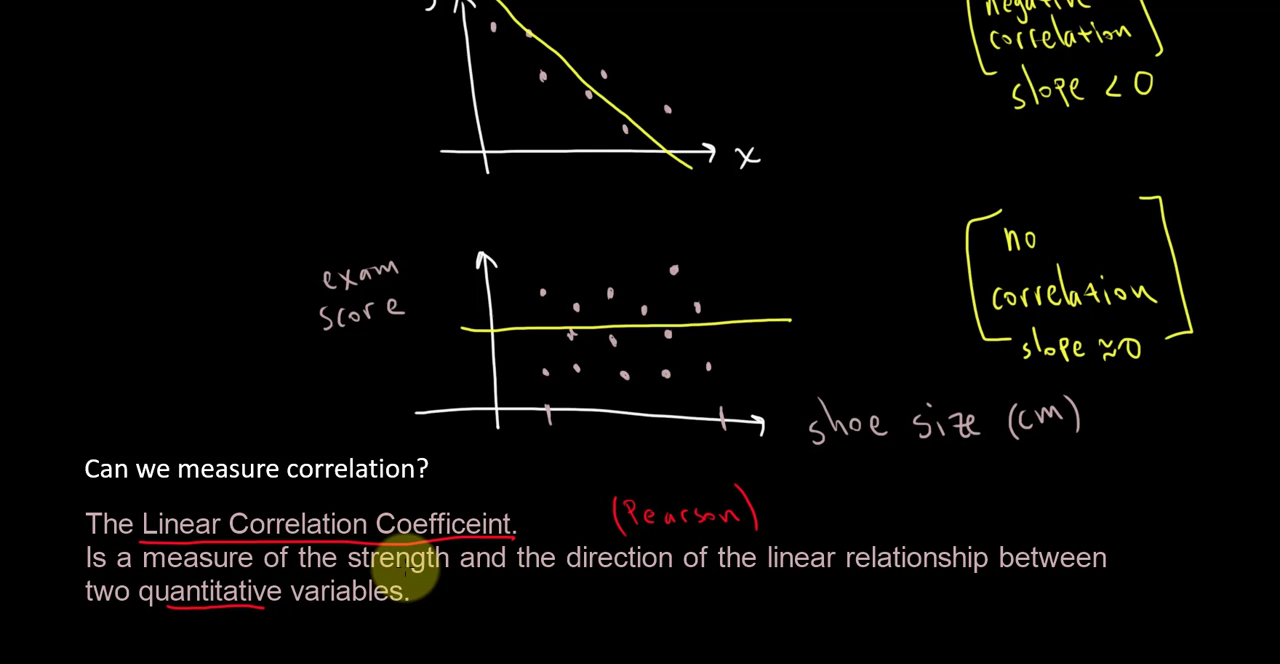 y
negative
correlation
slope < 0
x
exam
score
no
correlation
slope ≈ 0
shoe size (cm)
Can we measure correlation?
The Linear Correlation Coefficeint.
(Pearson)
Is a measure of the strength and the direction of the linear relationship between
two quantitative variables.